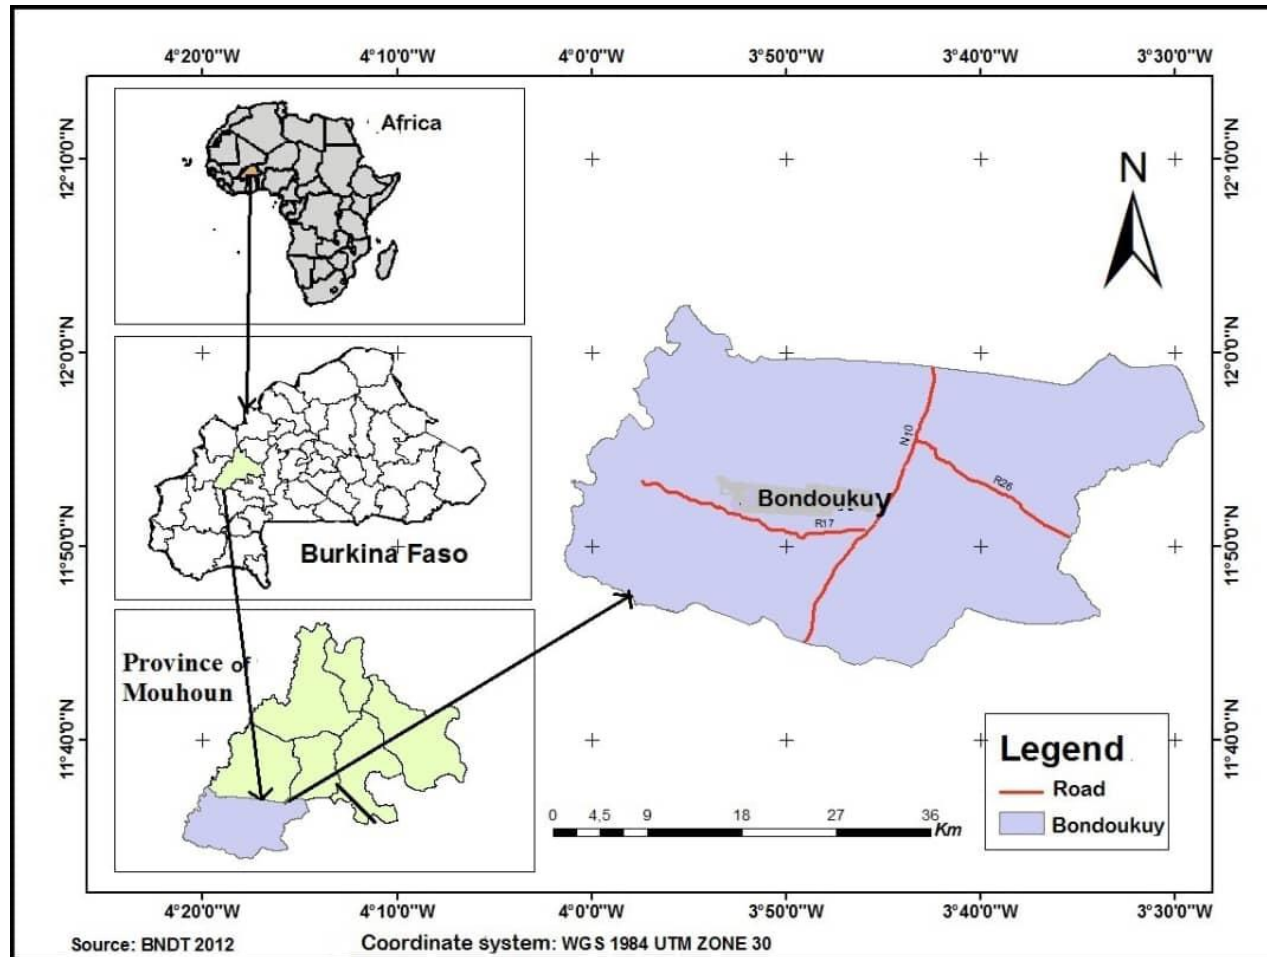 4°20'0"W 4°10'0"W 4°0'0"W 3°50'0"W 3°40'0"W 3°30'0"W
Africa
12°10'0"N
12°10'0"N
N
12°0'0"N
12°0'0"N
N10
R26
Bondoukuy
R17
11°50'0"N
11°50'0"N
Burkina Faso
Province of
Mouhoun
11°40'0"N
11°40'0"N
Legend
Road
Bondoukuy
0 4,5 9 18 27 36
Km
4°20'0"W 4°10'0"W 4°0'0"W 3°50'0"W 3°40'0"W 3°30'0"W
Source: BNDT 2012
Coordinate system: WGS 1984 UTM ZONE 30